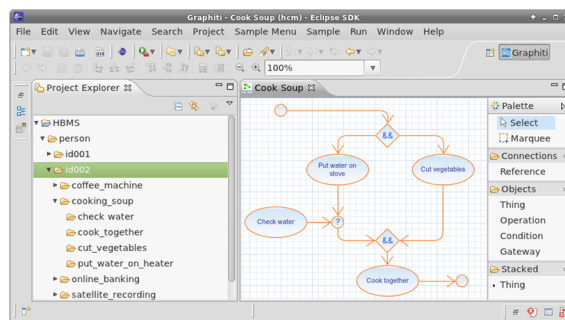 Graphiti - Cook Soup (hcm) - Eclipse SDK
File Edit View Navigate Search Project Sample Menu Sample Run Window Help
Graphiti
100%
Project Explorer
Cook Soup
HBMS
person
id001
id002
coffee_machine
cooking_soup
check water
cook_together
cut_vegetables
put_water_on_heater
online_banking
satellite_recording
&&
Put water on
stove
Cut vegetables
Check water
?
&&
Cook together
Palette
Select
Marquee
Connections
Reference
Objects
Thing
Operation
Condition
Gateway
Stacked
Thing